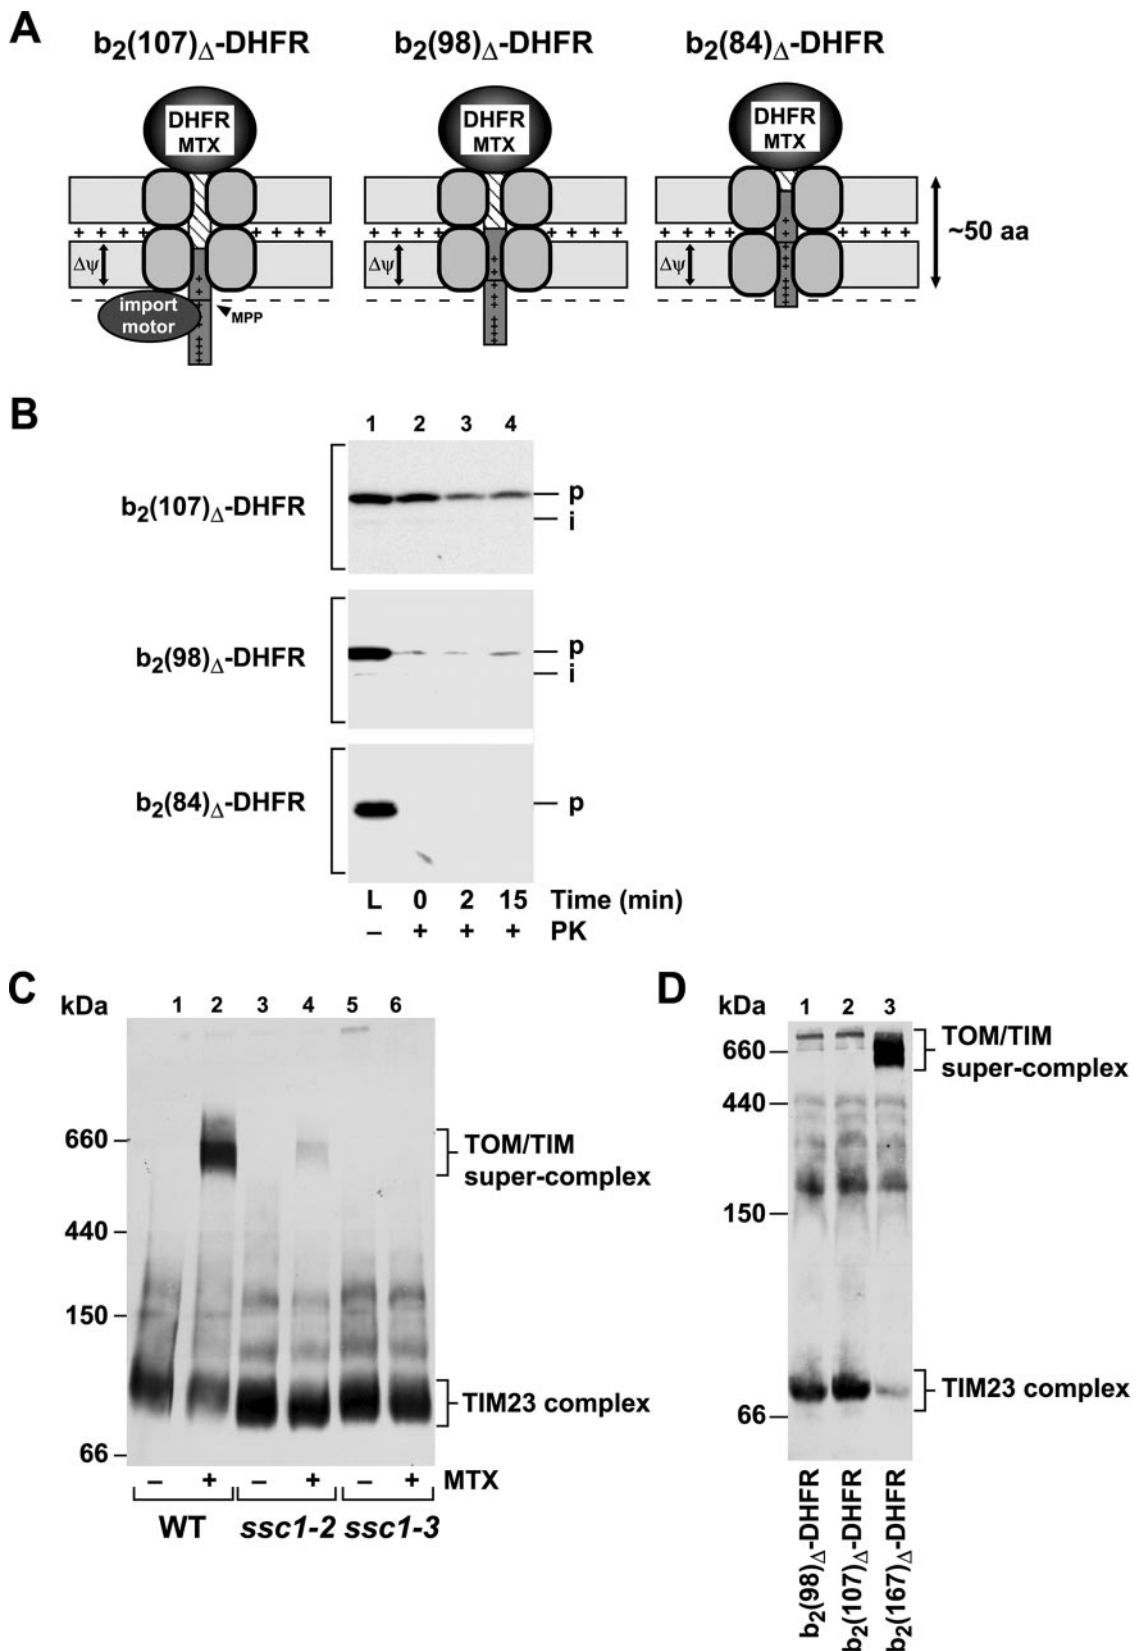 A
b₂(107)Δ-DHFR b₂(98)Δ-DHFR b₂(84)Δ-DHFR
DHFR MTX DHFR MTX DHFR MTX
+ + + + + + + + + + + + + + + + + + + + + + + +
Δψ Δψ Δψ ~50 aa
import motor MPP
B
1 2 3 4
b₂(107)Δ-DHFR p
i
b₂(98)Δ-DHFR p
i
b₂(84)Δ-DHFR p
L 0 2 15 Time (min)
– + + + PK
C
kDa 1 2 3 4 5 6
660
TOM/TIM
super-complex
440
150
TIM23 complex
66
– + – + – + MTX
WT ssc1-2 ssc1-3
D
kDa 1 2 3
TOM/TIM
660
super-complex
440
150
TIM23 complex
66
b₂(98)Δ-DHFR
b₂(107)Δ-DHFR
b₂(167)Δ-DHFR